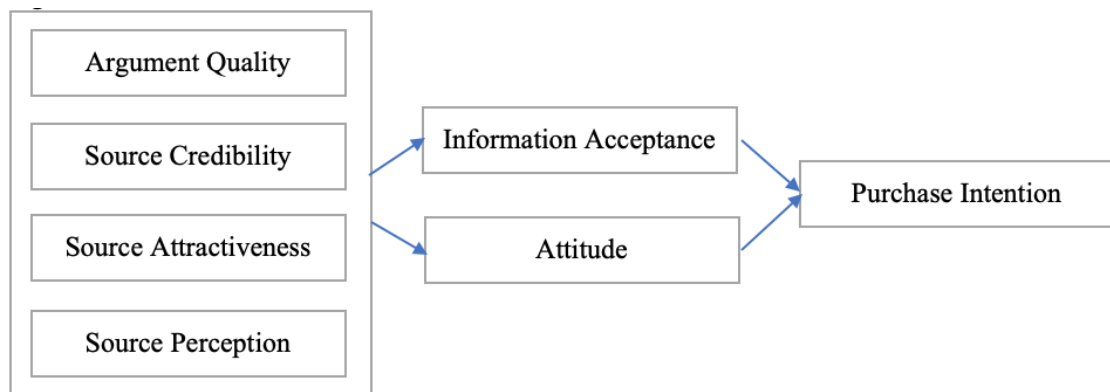 Argument Quality
Source Credibility
Source Attractiveness
Source Perception
Information Acceptance
Attitude
Purchase Intention